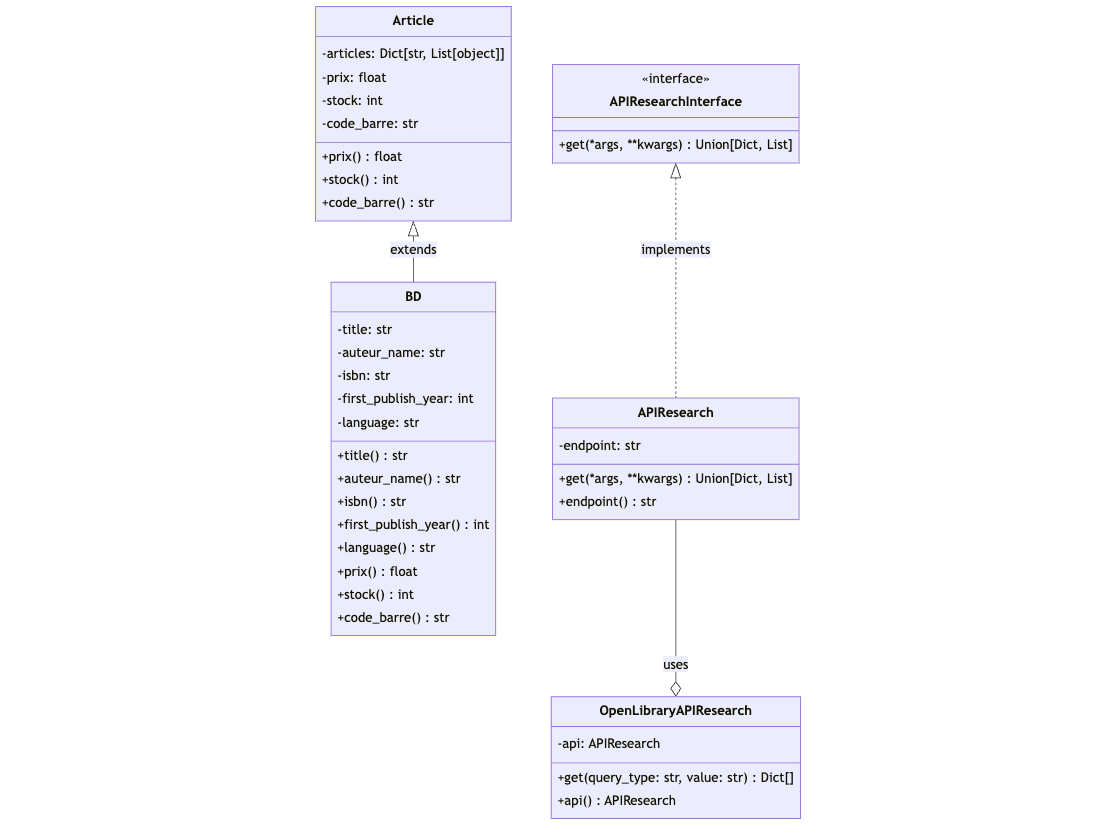 Article
-articles: Dict[str, List[object]]
-prix: float
-stock: int
-code_barre: str
+prix() : float
+stock() : int
+code_barre() : str
extends
BD
-title: str
-auteur_name: str
-isbn: str
-first_publish_year: int
-language: str
+title() : str
+auteur_name() : str
+isbn() : str
+first_publish_year() : int
+language() : str
+prix() : float
+stock() : int
+code_barre() : str
«interface»
APIResearchInterface
+get(*args, **kwargs) : Union[Dict, List]
implements
APIResearch
-endpoint: str
+get(*args, **kwargs) : Union[Dict, List]
+endpoint() : str
uses
OpenLibraryAPIResearch
-api: APIResearch
+get(query_type: str, value: str) : Dict[]
+api() : APIResearch